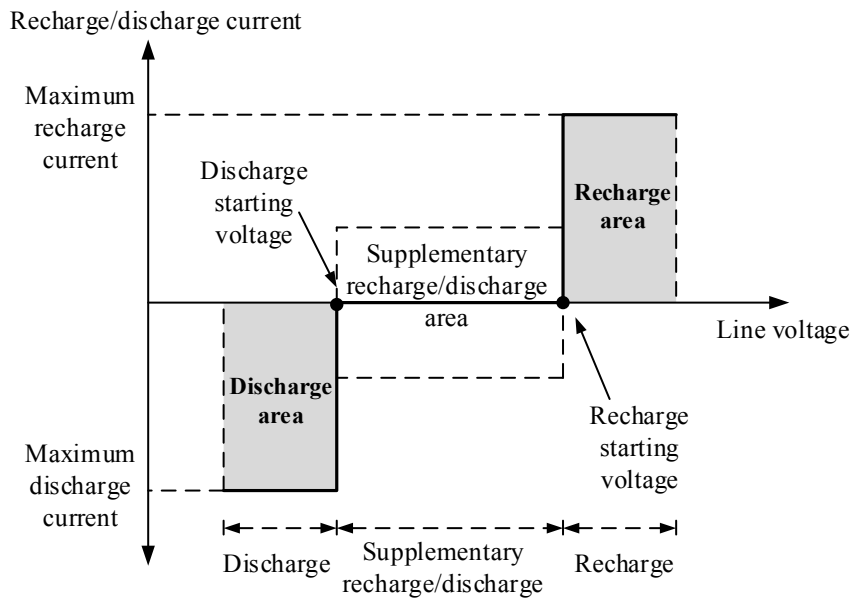 Recharge/discharge current
Maximum
recharge
current
Discharge
starting
voltage
Recharge
area
Supplementary
recharge/discharge
area
Line voltage
Discharge
area
Recharge
starting
voltage
Maximum
discharge
current
Discharge
Supplementary
recharge/discharge
Recharge